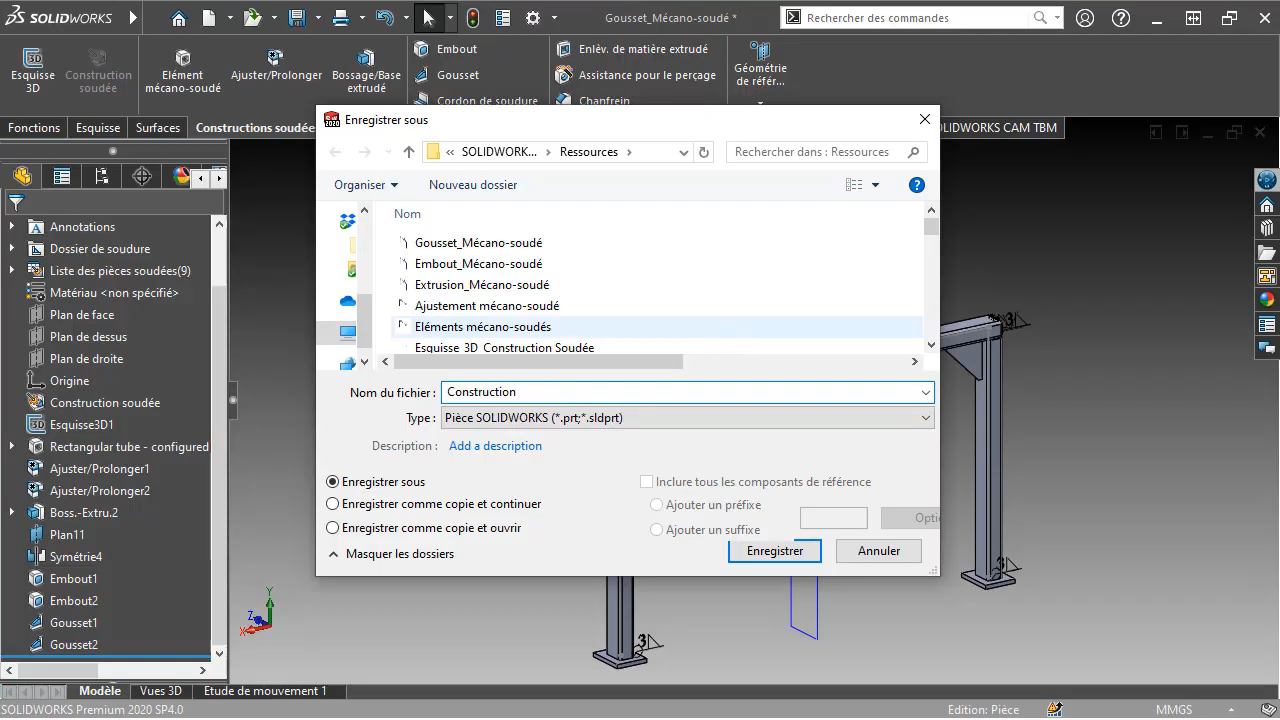 SOLIDWORKS
Gousset_Mécano-soudé *
Rechercher des commandes
Esquisse 3D
Construction soudée
Elément mécano-soudé
Ajuster/Prolonger
Bossage/Base extrudé
Embout
Gousset
Cordon de soudure
Enlèv. de matière extrudé
Assistance pour le perçage
Chanfrein
Géométrie de référ...
Fonctions
Esquisse
Surfaces
Constructions soudée
OLIDWORKS CAM TBM
Enregistrer sous
« SOLIDWORK... > Ressources >
Rechercher dans : Ressources
Organiser
Nouveau dossier
Nom
Gousset_Mécano-soudé
Embout_Mécano-soudé
Extrusion_Mécano-soudé
Ajustement mécano-soudé
Eléments mécano-soudés
Esquisse_3D_Construction Soudée
Nom du fichier : Construction
Type : Pièce SOLIDWORKS (*.prt;*.sldprt)
Description : Add a description
Enregistrer sous
Enregistrer comme copie et continuer
Enregistrer comme copie et ouvrir
Inclure tous les composants de référence
Ajouter un préfixe
Ajouter un suffixe
Opti
Masquer les dossiers
Enregistrer
Annuler
Annotations
Dossier de soudure
Liste des pièces soudées(9)
Matériau <non spécifié>
Plan de face
Plan de dessus
Plan de droite
Origine
Construction soudée
Esquisse3D1
Rectangular tube - configured
Ajuster/Prolonger1
Ajuster/Prolonger2
Boss.-Extru.2
Plan11
Symétrie4
Embout1
Embout2
Gousset1
Gousset2
Y
Z
X
3
3
3
Modèle
Vues 3D
Etude de mouvement 1
SOLIDWORKS Premium 2020 SP4.0
Edition: Pièce
MMGS